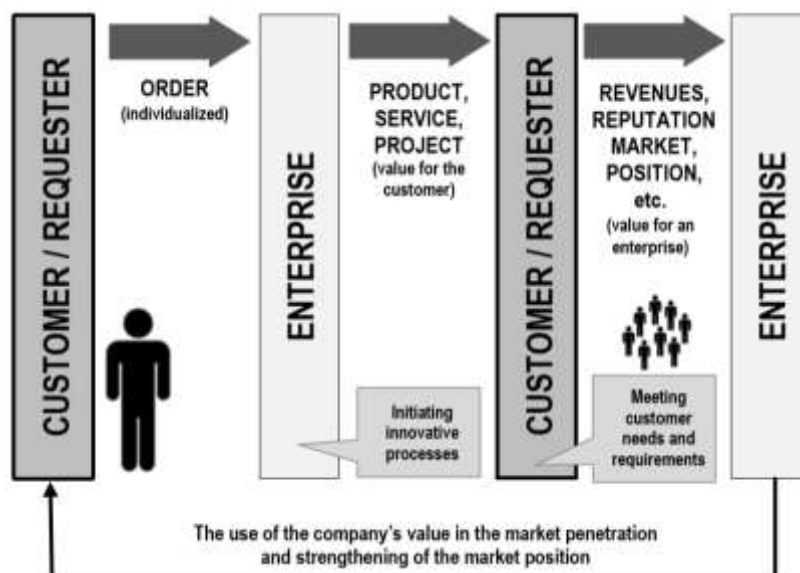 CUSTOMER / REQUESTER
ORDER
(individualized)
ENTERPRISE
PRODUCT,
SERVICE,
PROJECT
(value for the
customer)
Initiating
innovative
processes
CUSTOMER / REQUESTER
REVENUES,
REPUTATION
MARKET,
POSITION,
etc.
(value for an
enterprise)
Meeting
customer
needs and
requirements
ENTERPRISE
The use of the company's value in the market penetration
and strengthening of the market position